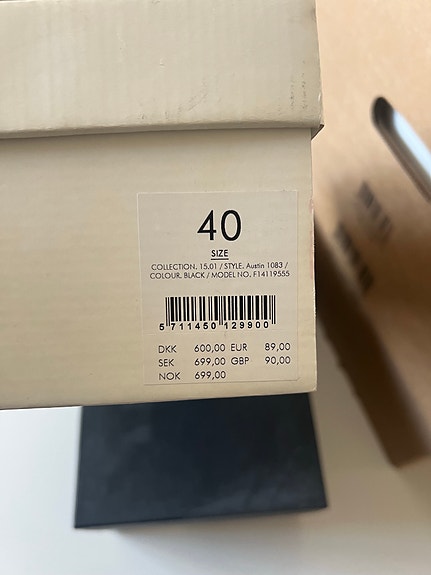 40
SIZE
COLLECTION. 15.01 / STYLE. Austin 1083 /
COLOUR. BLACK / MODEL NO. F14119555
5 711450 129900
DKK 600,00 EUR 89,00
SEK 699,00 GBP 90,00
NOK 699,00